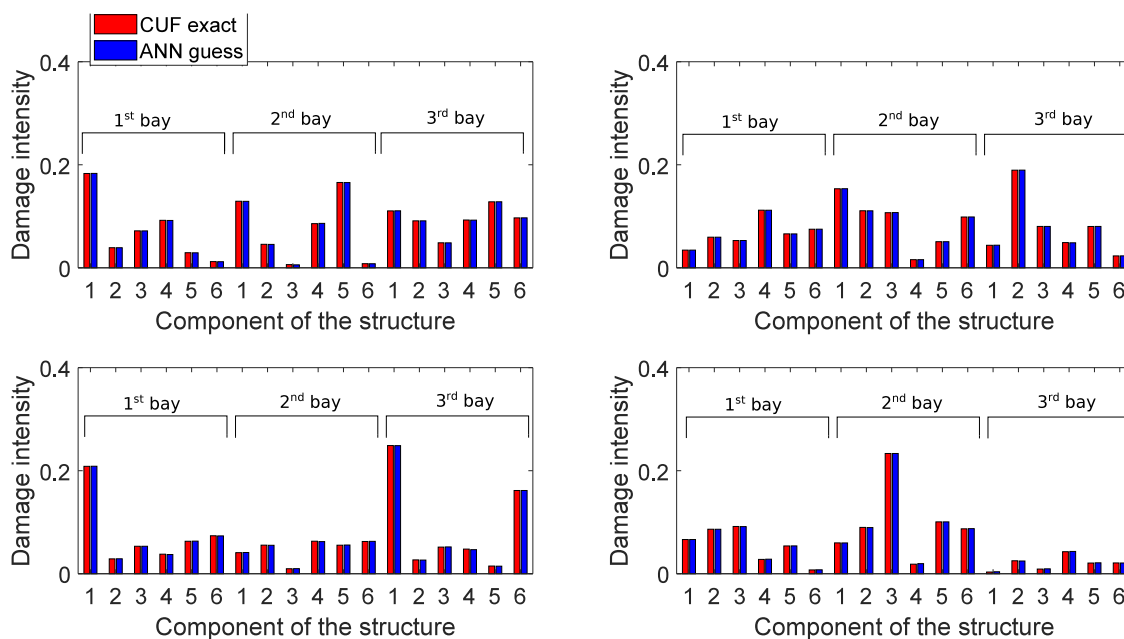 CUF exact
ANN guess
Damage intensity
0.4
0.2
0
1st bay
2nd bay
3rd bay
1 2 3 4 5 6 1 2 3 4 5 6 1 2 3 4 5 6
Component of the structure
Damage intensity
0.4
0.2
0
1st bay
2nd bay
3rd bay
1 2 3 4 5 6 1 2 3 4 5 6 1 2 3 4 5 6
Component of the structure
Damage intensity
0.4
0.2
0
1st bay
2nd bay
3rd bay
1 2 3 4 5 6 1 2 3 4 5 6 1 2 3 4 5 6
Component of the structure
Damage intensity
0.4
0.2
0
1st bay
2nd bay
3rd bay
1 2 3 4 5 6 1 2 3 4 5 6 1 2 3 4 5 6
Component of the structure